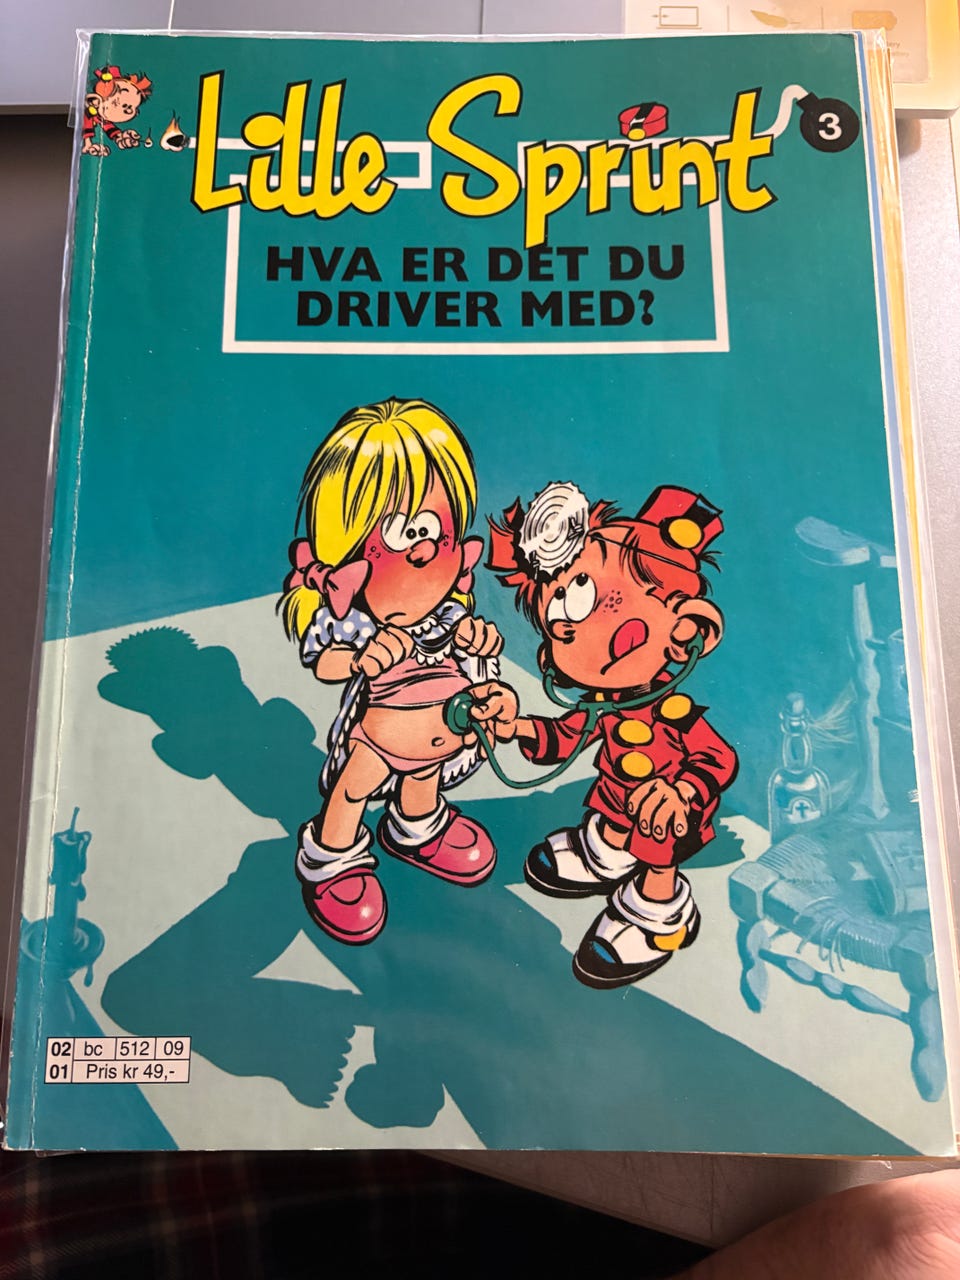 Lille Sprint
3
HVA ER DET DU
DRIVER MED?
02 bc 512 09
01 Pris kr 49,-